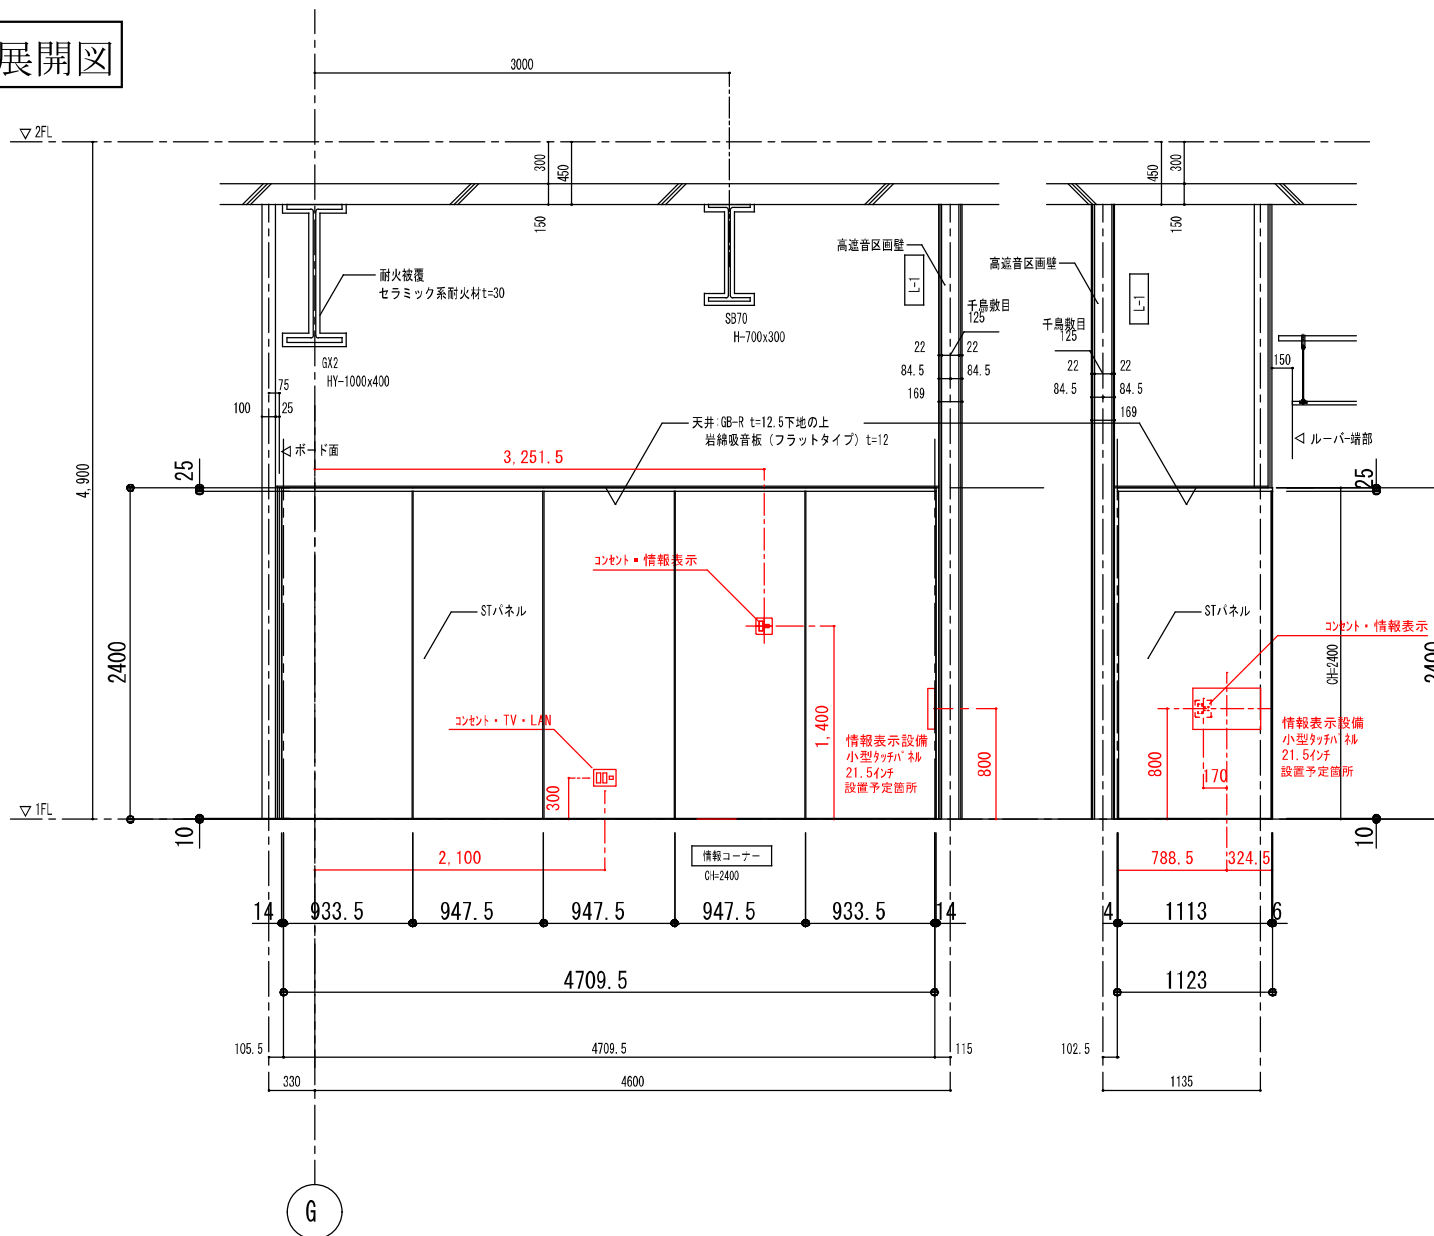 展開図
3000
▽2FL
300
450
150
450
300
150
高遮音区画壁
L-1
高遮音区画壁
L-1
耐火被覆
セラミック系耐火材t=30
SB70
H-700x300
千鳥敷目
125
千鳥敷目
125
22
22
84.5
84.5
169
22
22
84.5
84.5
169
150
GX2
HY-1000x400
75
100
25
◁ボード面
天井:GB-R t=12.5下地の上
岩綿吸音板（フラットタイプ）t=12
◁ルーバー端部
4,900
25
3,251.5
25
コンセント・情報表示
STパネル
STパネル
コンセント・情報表示
2400
CH=2400
2400
コンセント・TV・LAN
1,400
情報表示設備
小型タッチパネル
21.5インチ
設置予定箇所
800
800
170
情報表示設備
小型タッチパネル
21.5インチ
設置予定箇所
300
▽1FL
10
10
2,100
情報コーナー
CH=2400
788.5
324.5
14
933.5
947.5
947.5
947.5
933.5
14
4
1113
6
4709.5
1123
105.5
4709.5
115
102.5
330
4600
1135
G